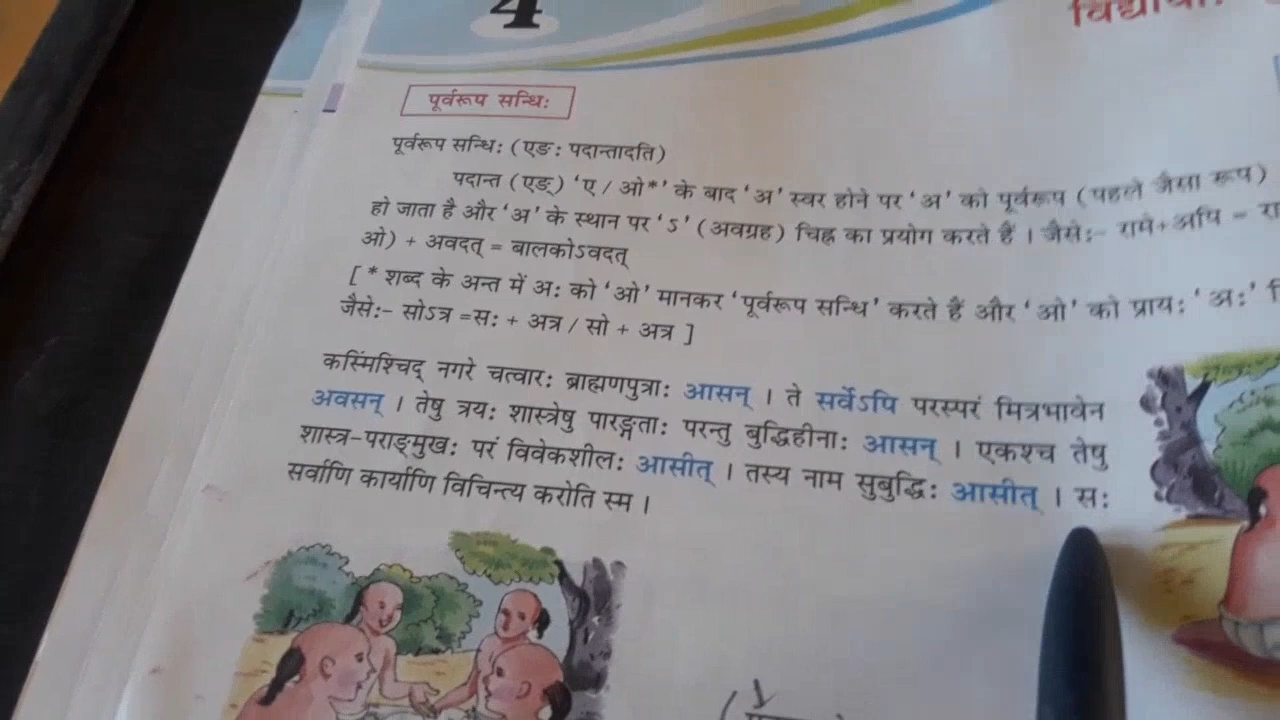 4
पूर्वरूप सन्धिः
पूर्वरूप सन्धिः (एङः पदान्तादति)
पदान्त (एङ्) ‘ए / ओ*’ के बाद ‘अ’ स्वर होने पर ‘अ’ को पूर्वरूप (पहले जैसा रूप)
हो जाता है और ‘अ’ के स्थान पर ‘ऽ’ (अवग्रह) चिह्न का प्रयोग करते हैं । जैसेः- रामे+अपि =
ओ) + अवदत् = बालकोऽवदत्
[ * शब्द के अन्त में अः को ‘ओ’ मानकर ‘पूर्वरूप सन्धि’ करते हैं और ‘ओ’ को प्रायः ‘अः’
जैसेः- सोऽत्र =सः + अत्र / सो + अत्र ]
कस्मिंश्चिद् नगरे चत्वारः ब्राह्मणपुत्राः आसन् । ते सर्वेऽपि परस्परं मित्रभावेन
अवसन् । तेषु त्रयः शास्त्रेषु पारङ्गताः परन्तु बुद्धिहीनाः आसन् । एकश्च तेषु
शास्त्र-पराङ्मुखः परं विवेकशीलः आसीत् । तस्य नाम सुबुद्धिः आसीत् । सः
सर्वाणि कार्याणि विचिन्त्य करोति स्म ।